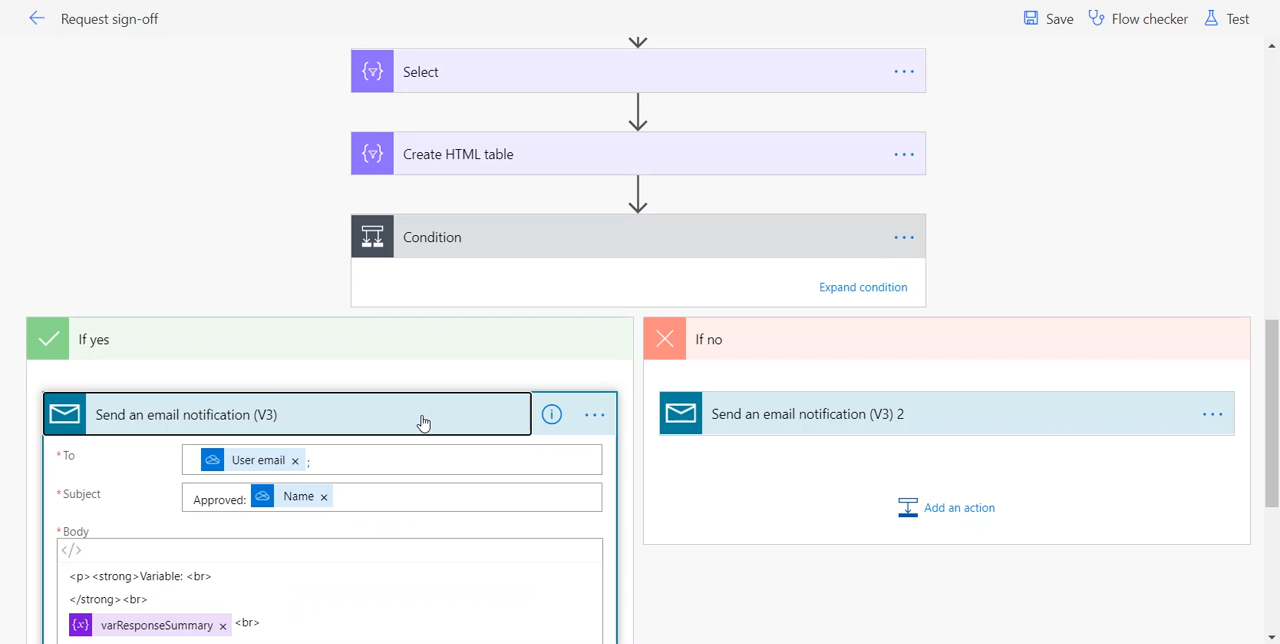 Request sign-off
Save Flow checker Test
Select
Create HTML table
Condition
Expand condition
If yes
If no
Send an email notification (V3)
Send an email notification (V3) 2
* To
User email × ;
* Subject
Approved: Name ×
Add an action
* Body
</>
<p><strong>Variable: <br>
</strong><br>
{x} varResponseSummary × <br>